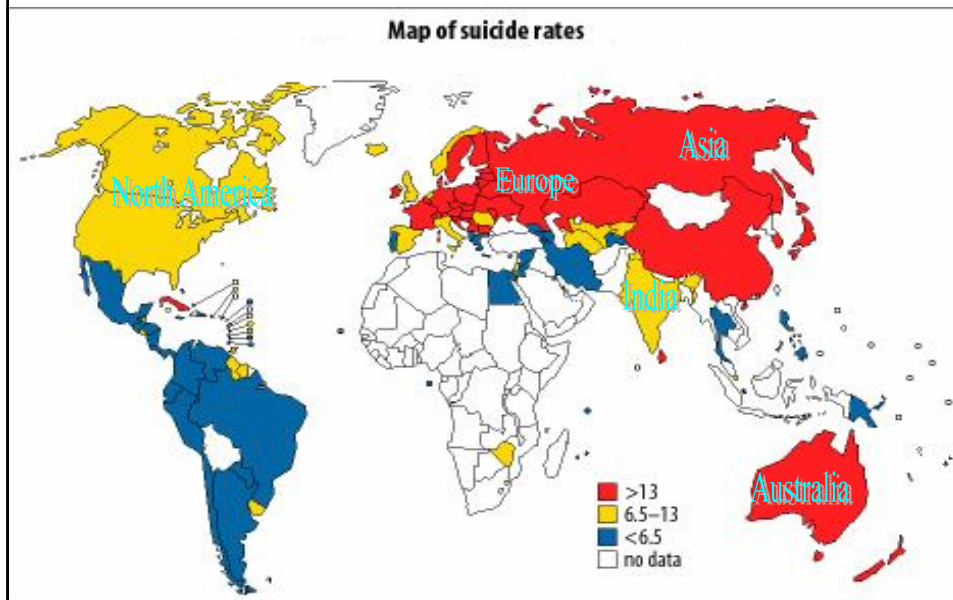 Map of suicide rates
Asia
Europe
North America
India
Australia
>13
6.5–13
<6.5
no data